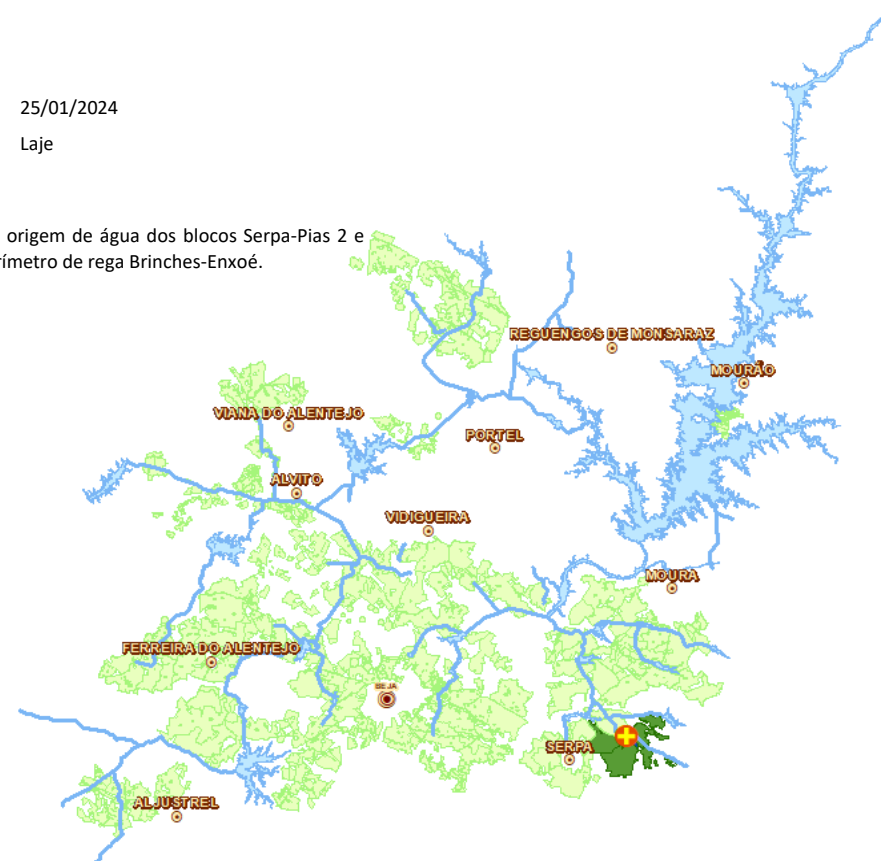 25/01/2024
Laje
origem de água dos blocos Serpa-Pias 2 e
rímetro de rega Brinches-Enxoé.
REGUENGOS DE MONSARAZ
MOURÃO
VIANA DO ALENTEJO
PORTEL
ALVITO
VIDIGUEIRA
MOURA
FERREIRA DO ALENTEJO
BEJA
SERPA
ALJUSTREL